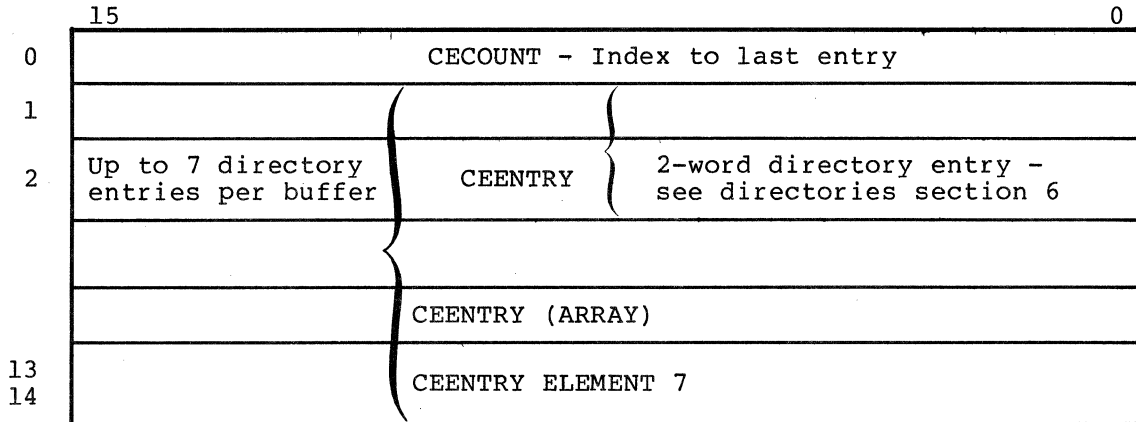 15 0
0 CECOUNT - Index to last entry
1
2 Up to 7 directory entries per buffer CEENTRY 2-word directory entry - see directories section 6
CEENTRY (ARRAY)
13
14 CEENTRY ELEMENT 7